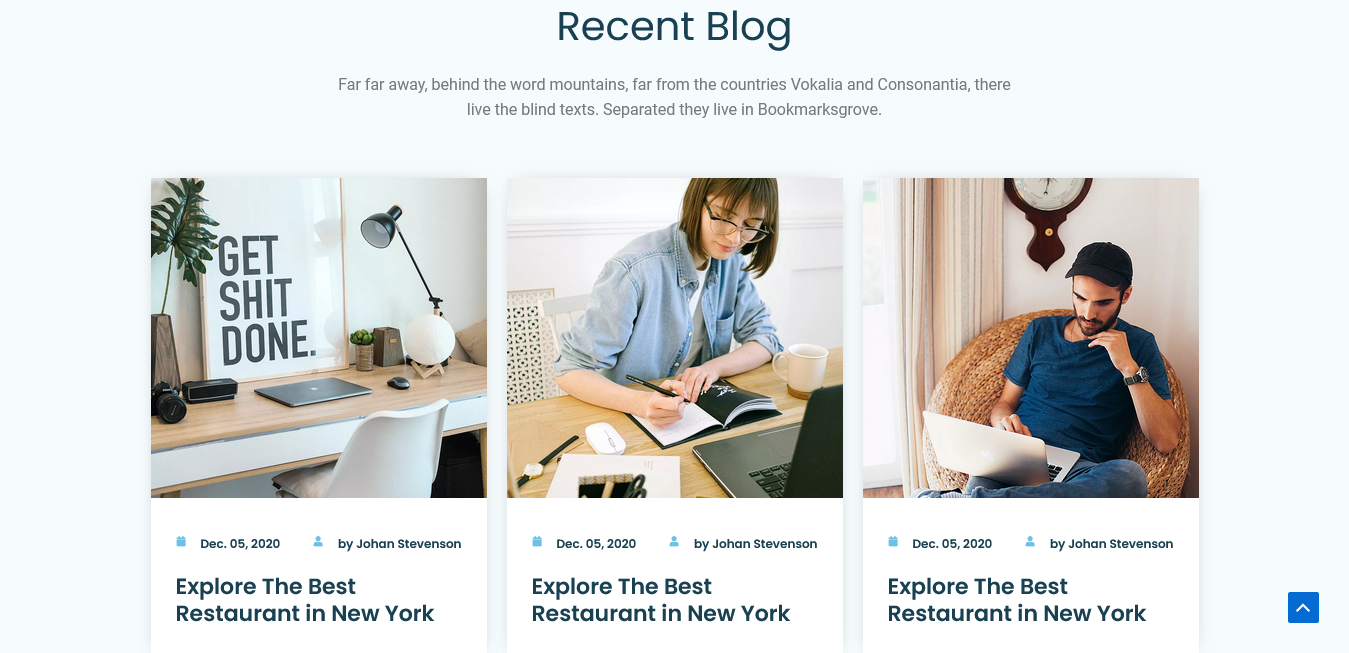 Recent Blog
Far far away, behind the word mountains, far from the countries Vokalia and Consonantia, there
live the blind texts. Separated they live in Bookmarksgrove.
GET
SHIT
DONE.
Dec. 05, 2020 by Johan Stevenson
Explore The Best
Restaurant in New York
Dec. 05, 2020 by Johan Stevenson
Explore The Best
Restaurant in New York
Dec. 05, 2020 by Johan Stevenson
Explore The Best
Restaurant in New York